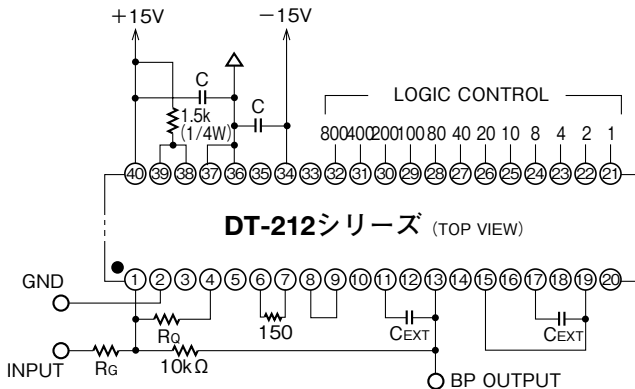 +15V
−15V
C
C
1.5k
(1/4W)
LOGIC CONTROL
800 400 200 100 80 40 20 10 8 4 2 1
40 39 38 37 36 35 34 33 32 31 30 29 28 27 26 25 24 23 22 21
DT-212シリーズ (TOP VIEW)
1 2 3 4 5 6 7 8 9 10 11 12 13 14 15 16 17 18 19 20
GND
150
CEXT
CEXT
RQ
INPUT
RG
10kΩ
BP OUTPUT